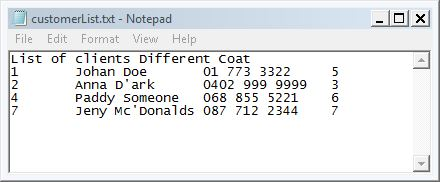 customerList.txt - Notepad
File Edit Format View Help
List of clients Different Coat
1 Johan Doe 01 773 3322 5
2 Anna D'ark 0402 999 9999 3
4 Paddy Someone 068 855 5221 6
7 Jeny Mc'Donalds 087 712 2344 7